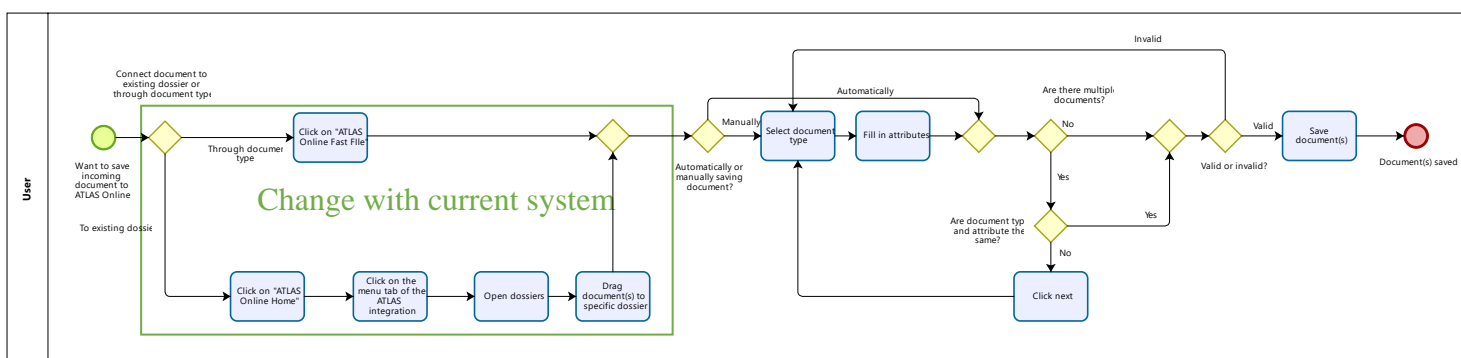 User
Connect document to
existing dossier or
through document type
Want to save
incoming
document to
ATLAS Online
Through documen
type
To existing dossie
Click on "ATLAS
Online Fast FIle"
Change with current system
Click on "ATLAS
Online Home"
Click on the
menu tab of the
ATLAS
integration
Open dossiers
Drag
document(s) to
specific dossier
Automatically or
manually saving
document?
Manually
Automatically
Invalid
Select document
type
Fill in attributes
Are there multiple
documents?
No
Yes
Are document typ
and attribute the
same?
Yes
No
Click next
Valid or invalid?
Valid
Save
document(s)
Document(s) saved